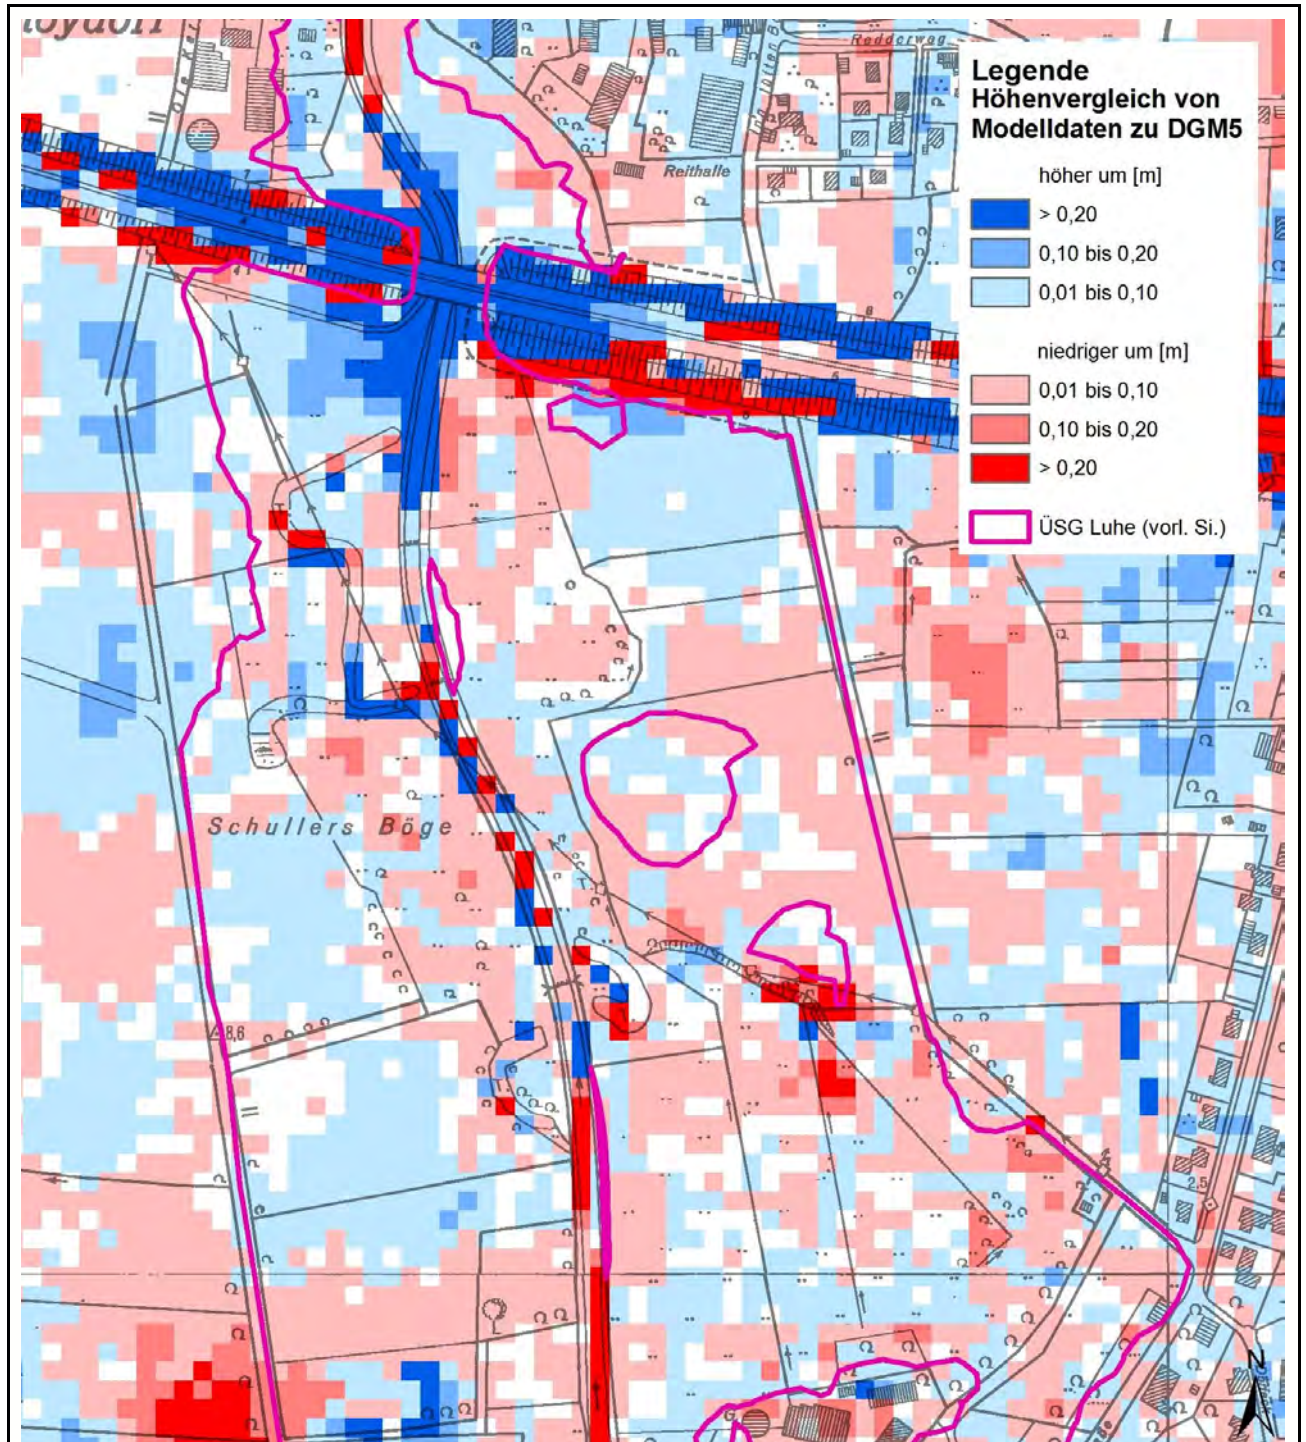 Redderweg
Legende
Höhenvergleich von
Modelldaten zu DGM5
höher um [m]
> 0,20
0,10 bis 0,20
0,01 bis 0,10
niedriger um [m]
0,01 bis 0,10
0,10 bis 0,20
> 0,20
ÜSG Luhe (vorl. Si.)
Reithalle
Schullers Böge
8,6
2,5
N